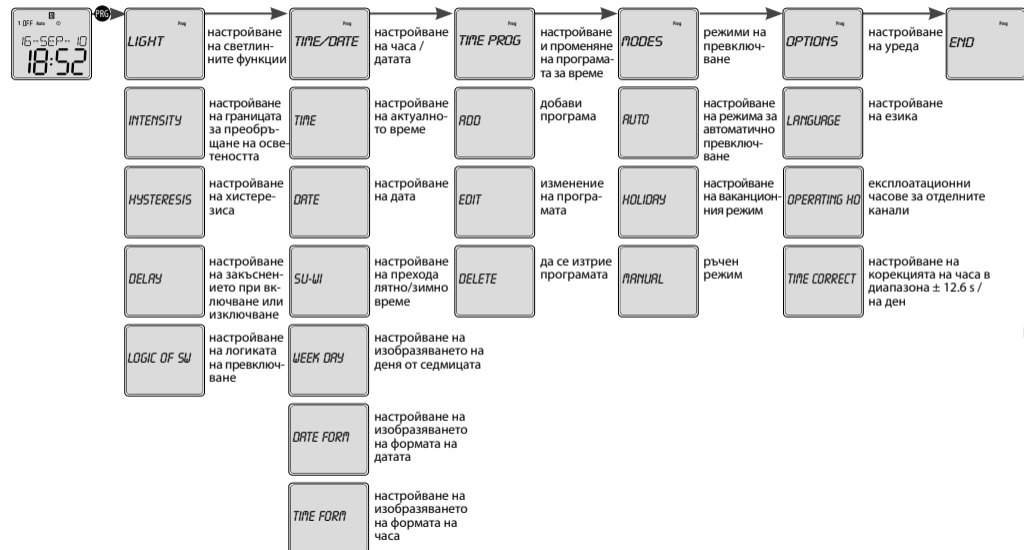 1 OFF Auto
16-SEP-10
18:52
PRG
Prog
LIGHT
настройване
на светлин-
ните функции
Prog
TIME/DATE
настройване
на часа /
датата
Prog
TIME PROG
настройване
и променяне
на програма-
та за време
Prog
MODES
режими на
превключ-
ване
Prog
OPTIONS
настройване
на уреда
Prog
END
INTENSITY
настройване
на границата
за преобръ-
щане на осве-
теността
TIME
настройване
на актуално-
то време
ADD
добави
програма
AUTO
настройване
на режима за
автоматично
превключ-
ване
LANGUAGE
настройване
на езика
HYSTERESIS
настройване
на хистере-
зиса
DATE
настройване
на дата
EDIT
изменение
на програ-
мата
HOLIDAY
настройване
на ваканцион-
ния режим
OPERATING HO
експлоатационни
часове за отделните
канали
DELAY
настройване
на закъснен-
ието при вк-
лючване или
изключване
SU-WI
настройване
на прехода
лятно/зимно
време
DELETE
да се изтрие
програмата
MANUAL
ръчен
режим
TIME CORRECT
настройване на
корекцията на часа в
диапазона ± 12.6 s /
на ден
LOGIC OF SW
настройване
на логиката
на превключ-
ване
WEEK DAY
настройване на
изобразяването на
деня от седмицата
DATE FORM
настройване на
изобразяването
на формата на
датата
TIME FORM
настройване на
изобразяването
на формата на
часа